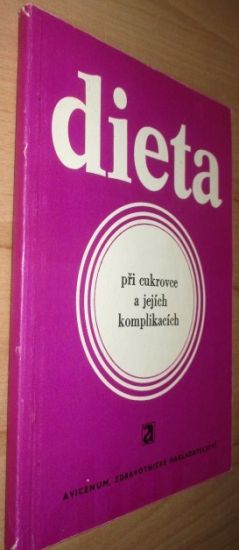 dieta
při cukrovce
a jejích
komplikacích
a
AVICENUM, ZDRAVOTNICKÉ NAKLADATELSTVÍ